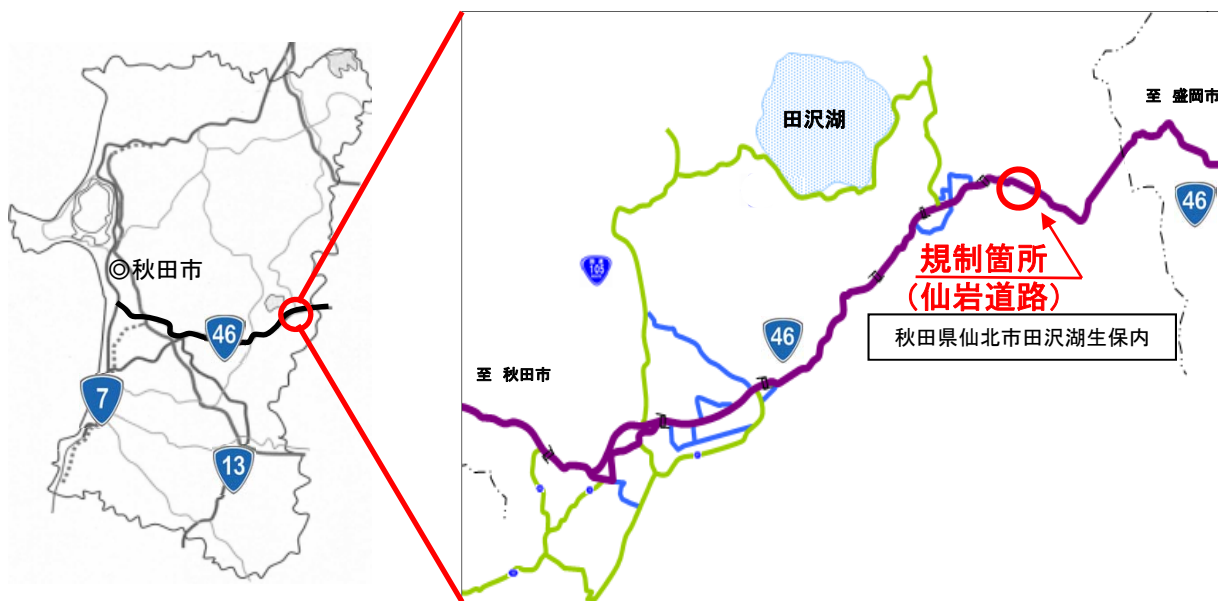 ◎秋田市
46
7
13
田沢湖
至 盛岡市
46
105
規制箇所
(仙岩道路)
46
秋田県仙北市田沢湖生保内
至 秋田市